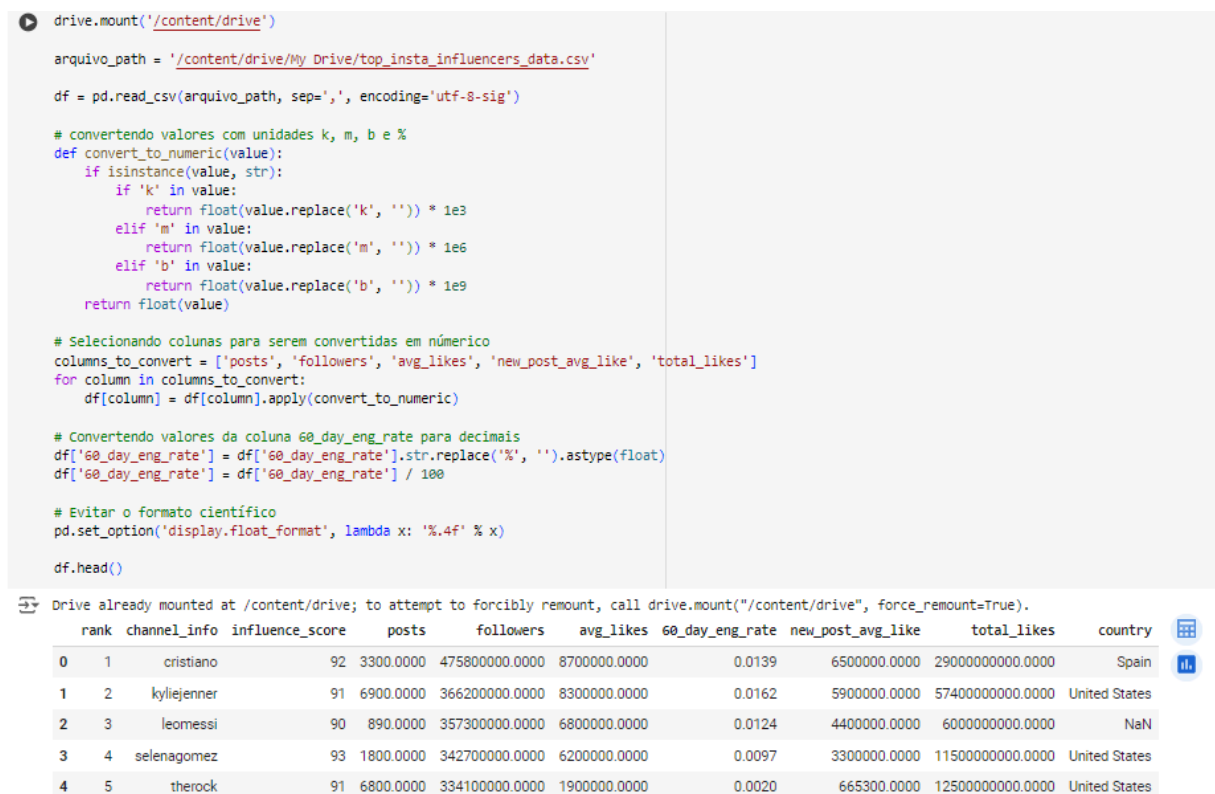 drive.mount('/content/drive')
arquivo_path = '/content/drive/My Drive/top_insta_influencers_data.csv'
df = pd.read_csv(arquivo_path, sep=',', encoding='utf-8-sig')
# convertendo valores com unidades k, m, b e %
def convert_to_numeric(value):
    if isinstance(value, str):
        if 'k' in value:
            return float(value.replace('k', '')) * 1e3
        elif 'm' in value:
            return float(value.replace('m', '')) * 1e6
        elif 'b' in value:
            return float(value.replace('b', '')) * 1e9
    return float(value)
# Selecionando colunas para serem convertidas em númerico
columns_to_convert = ['posts', 'followers', 'avg_likes', 'new_post_avg_like', 'total_likes']
for column in columns_to_convert:
    df[column] = df[column].apply(convert_to_numeric)
# Convertendo valores da coluna 60_day_eng_rate para decimais
df['60_day_eng_rate'] = df['60_day_eng_rate'].str.replace('%', '').astype(float)
df['60_day_eng_rate'] = df['60_day_eng_rate'] / 100
# Evitar o formato científico
pd.set_option('display.float_format', lambda x: '%.4f' % x)
df.head()
Drive already mounted at /content/drive; to attempt to forcibly remount, call drive.mount("/content/drive", force_remount=True).
rank channel_info influence_score posts followers avg_likes 60_day_eng_rate new_post_avg_like total_likes country
0 1 cristiano 92 3300.0000 475800000.0000 8700000.0000 0.0139 6500000.0000 29000000000.0000 Spain
1 2 kyliejenner 91 6900.0000 366200000.0000 8300000.0000 0.0162 5900000.0000 57400000000.0000 United States
2 3 leomessi 90 890.0000 357300000.0000 6800000.0000 0.0124 4400000.0000 6000000000.0000 NaN
3 4 selenagomez 93 1800.0000 342700000.0000 6200000.0000 0.0097 3300000.0000 11500000000.0000 United States
4 5 therock 91 6800.0000 334100000.0000 1900000.0000 0.0020 665300.0000 12500000000.0000 United States